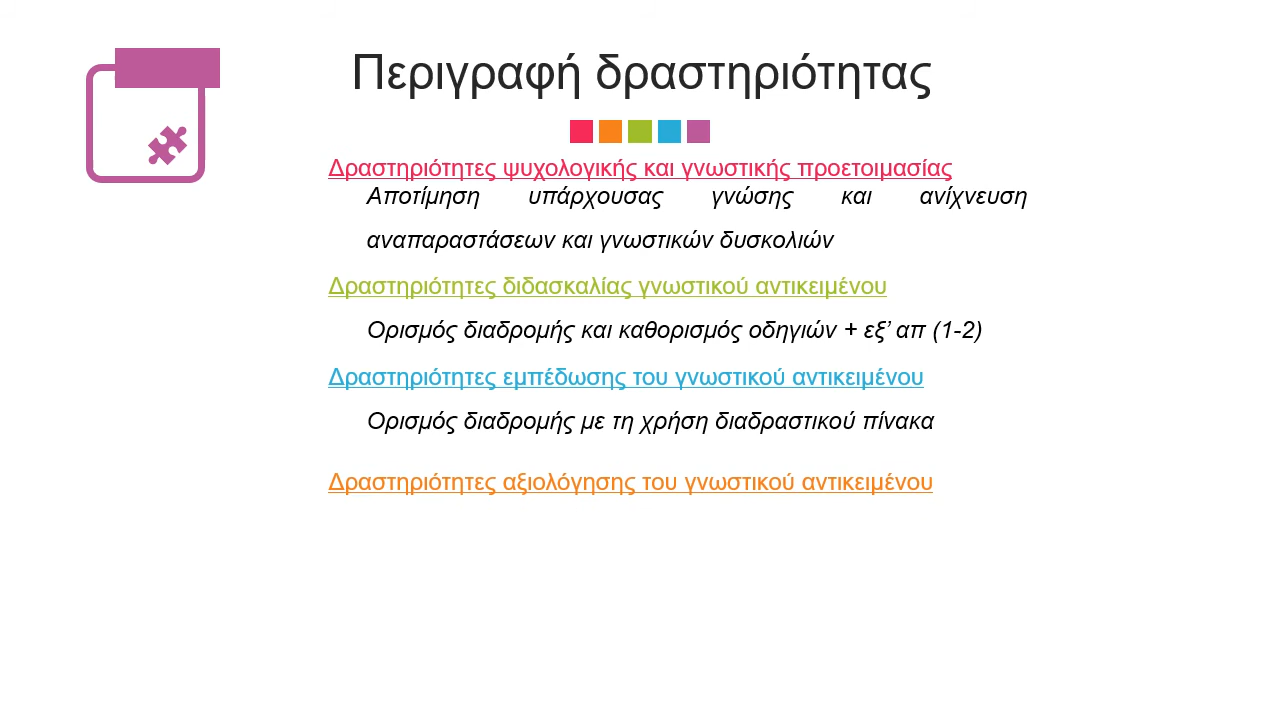 Περιγραφή δραστηριότητας
Δραστηριότητες ψυχολογικής και γνωστικής προετοιμασίας
Αποτίμηση υπάρχουσας γνώσης και ανίχνευση
αναπαραστάσεων και γνωστικών δυσκολιών
Δραστηριότητες διδασκαλίας γνωστικού αντικειμένου
Ορισμός διαδρομής και καθορισμός οδηγιών + εξ’ απ (1-2)
Δραστηριότητες εμπέδωσης του γνωστικού αντικειμένου
Ορισμός διαδρομής με τη χρήση διαδραστικού πίνακα
Δραστηριότητες αξιολόγησης του γνωστικού αντικειμένου